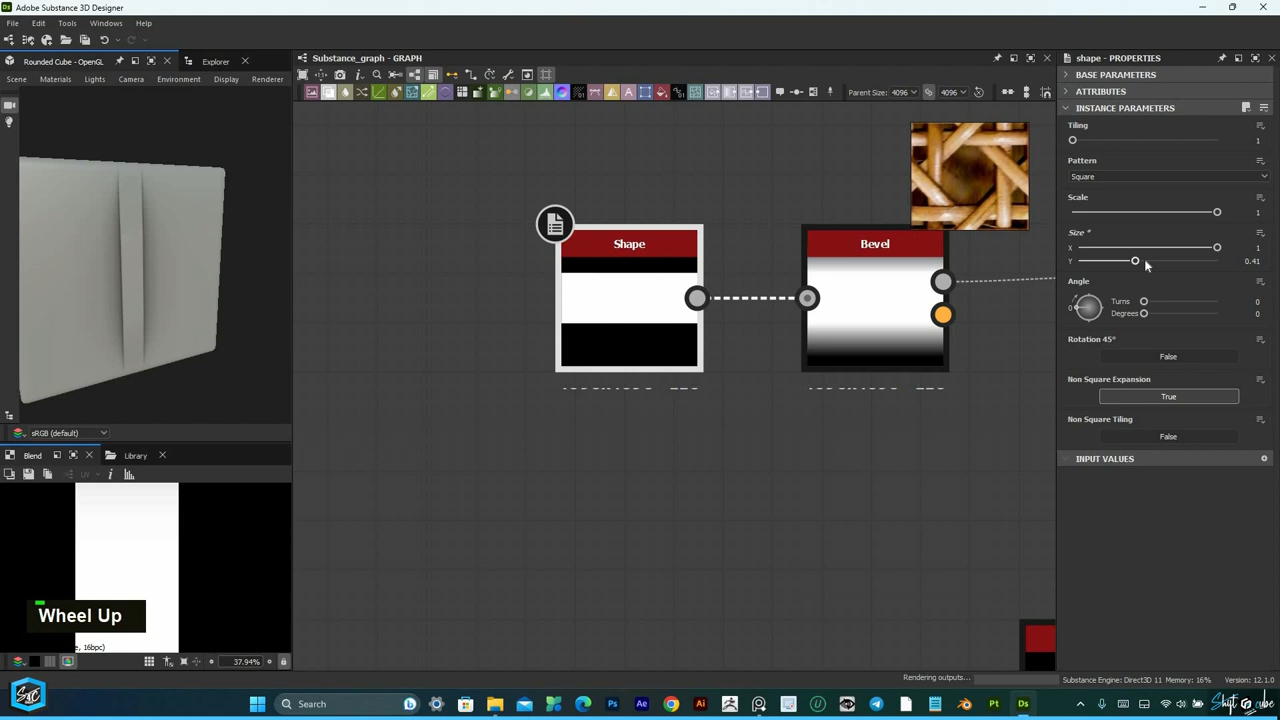 Adobe Substance 3D Designer
File Edit Tools Windows Help
Rounded Cube - OpenGL
Explorer
Substance_graph - GRAPH
shape - PROPERTIES
Scene Materials Lights Camera Environment Display Renderer
Parent Size: 4096 4096
BASE PARAMETERS
ATTRIBUTES
INSTANCE PARAMETERS
Tiling
1
Pattern
Square
Scale
1
Size *
X 1
Y 0.41
Angle
0 Turns 0
Degrees 0
Rotation 45°
False
Non Square Expansion
True
Non Square Tiling
False
INPUT VALUES
Shape
Bevel
sRGB (default)
Blend
Library
UV
Wheel Up
e, 16bpc)
37.94%
Rendering outputs...
Substance Engine: Direct3D 11 Memory: 16%
Version: 12.1.0
Search